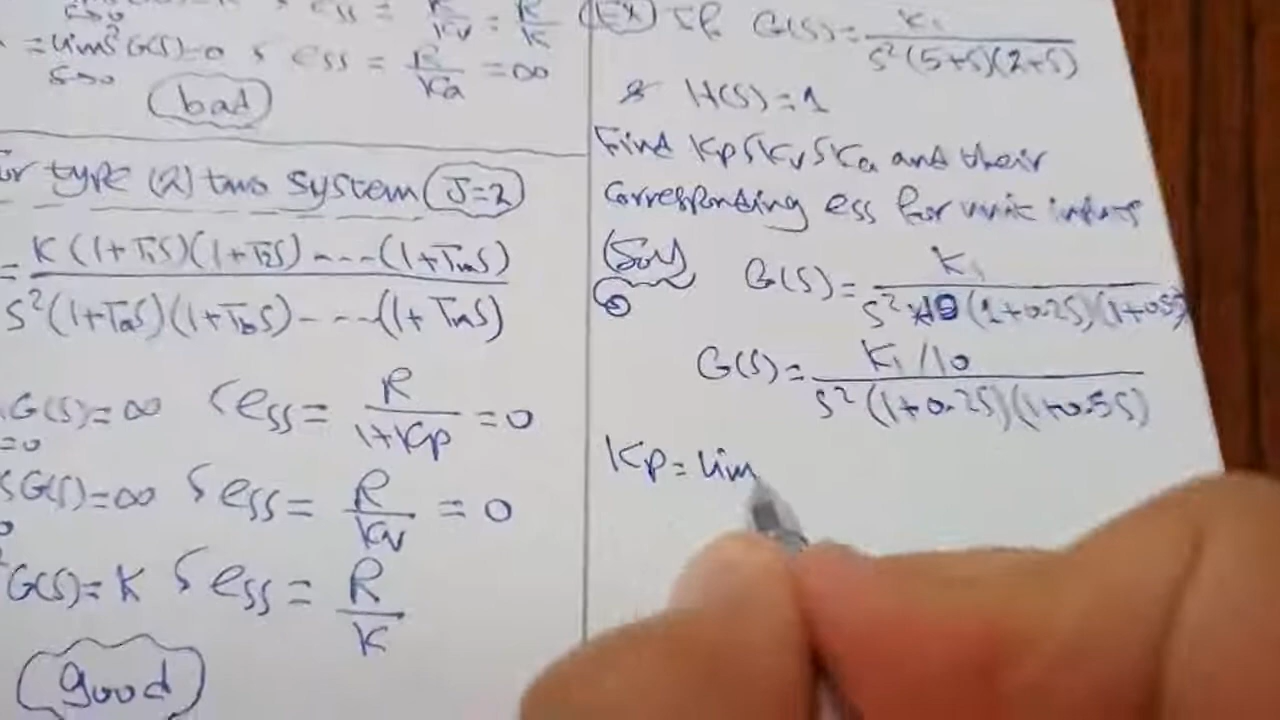 ess = R/Kv = R/K
= lim s² G(s) = 0 , ess = R/Ka = ∞
s→0
(bad)
For type (2) two system (J=2)
= K(1+T1s)(1+T2s)----(1+Tms)
s²(1+Tas)(1+Tbs)----(1+Tns)
G(s)=∞ , ess = R/1+Kp = 0
sG(s)=∞ , ess = R/Kv = 0
²G(s)=K , ess = R/K
good
(Ex) If G(s)= K1/s²(5+s)(2+s)
& H(s)=1
Find Kp, Kv, Ka and their
corresponding ess for unit inputs
(Sol) G(s)= K1/s² *10 (1+0.2s)(1+0.5s)
G(s)= K1/10 / s²(1+0.2s)(1+0.5s)
Kp = lim